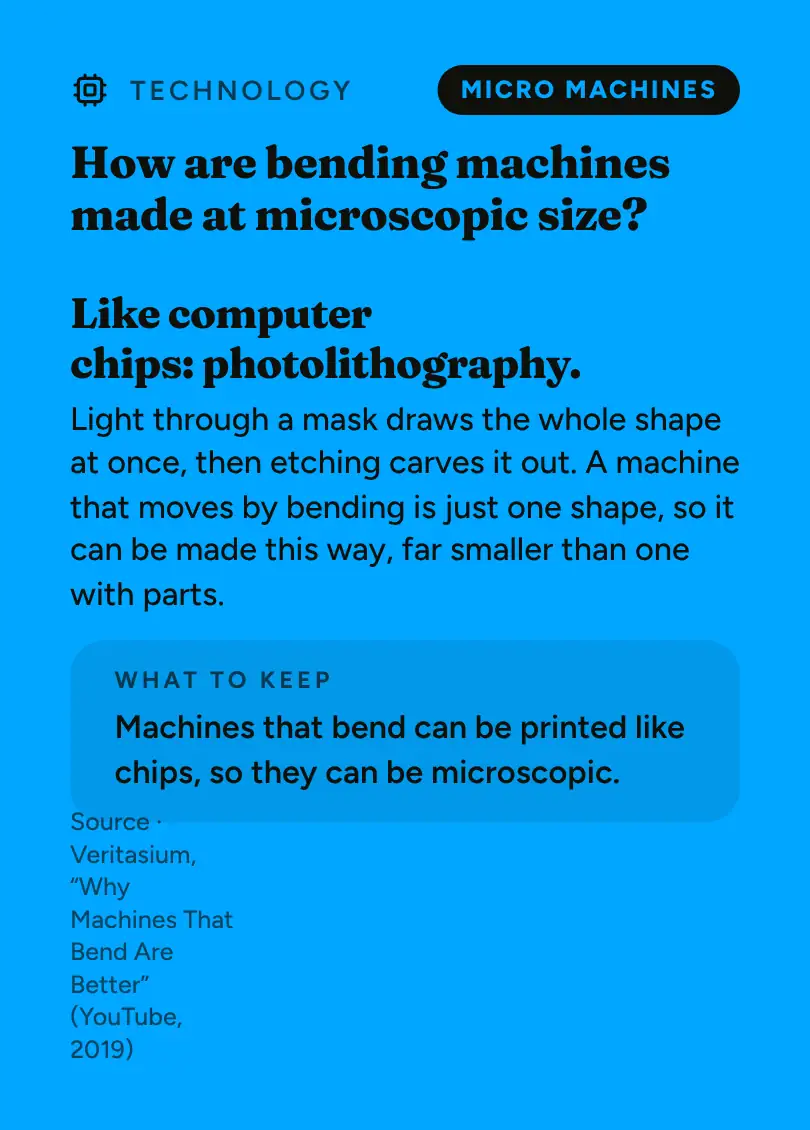 TECHNOLOGY
MICRO MACHINES
How are bending machines
made at microscopic size?
Like computer
chips: photolithography.
Light through a mask draws the whole shape
at once, then etching carves it out. A machine
that moves by bending is just one shape, so it
can be made this way, far smaller than one
with parts.
WHAT TO KEEP
Machines that bend can be printed like
chips, so they can be microscopic.
Source ·
Veritasium,
“Why
Machines That
Bend Are
Better”
(YouTube,
2019)